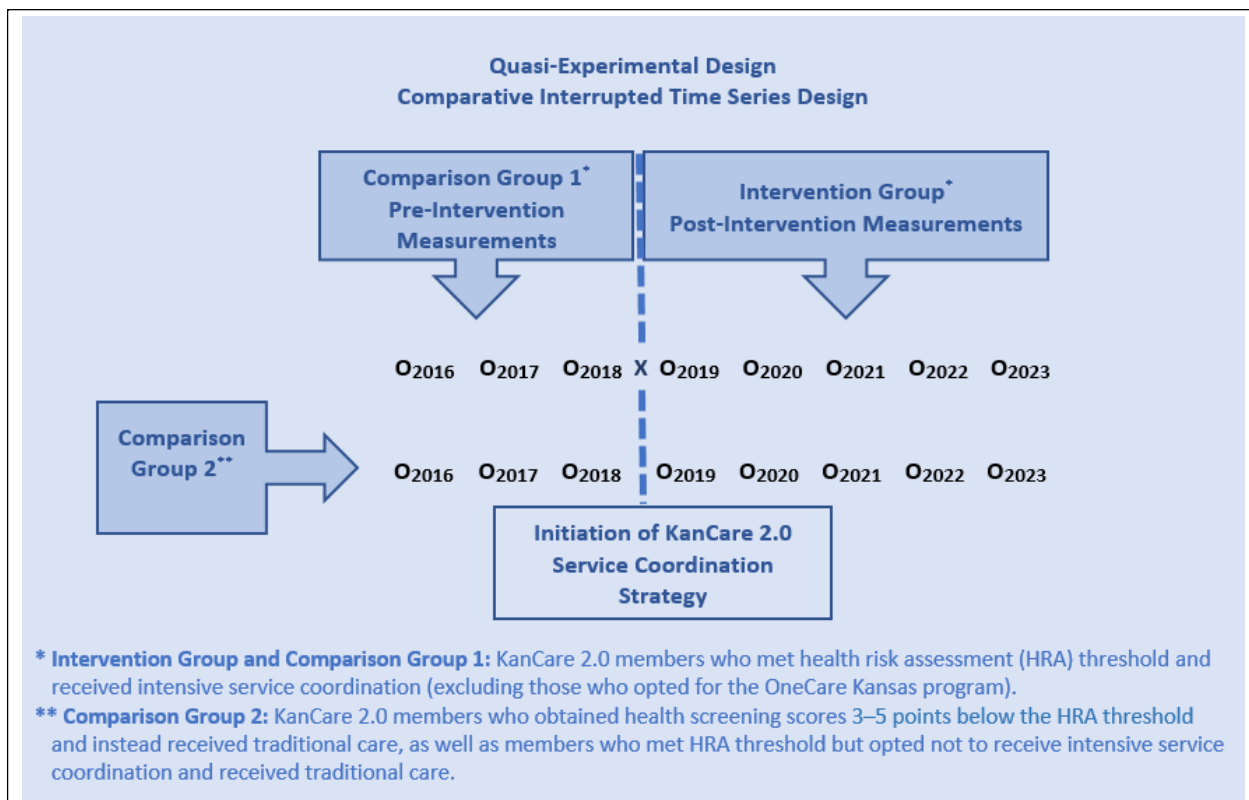 Quasi-Experimental Design
Comparative Interrupted Time Series Design
Comparison Group 1*
Pre-Intervention
Measurements
Intervention Group*
Post-Intervention Measurements
O2016 O2017 O2018 X O2019 O2020 O2021 O2022 O2023
Comparison
Group 2**
O2016 O2017 O2018 O2019 O2020 O2021 O2022 O2023
Initiation of KanCare 2.0
Service Coordination
Strategy
* Intervention Group and Comparison Group 1: KanCare 2.0 members who met health risk assessment (HRA) threshold and
received intensive service coordination (excluding those who opted for the OneCare Kansas program).
** Comparison Group 2: KanCare 2.0 members who obtained health screening scores 3–5 points below the HRA threshold
and instead received traditional care, as well as members who met HRA threshold but opted not to receive intensive service
coordination and received traditional care.